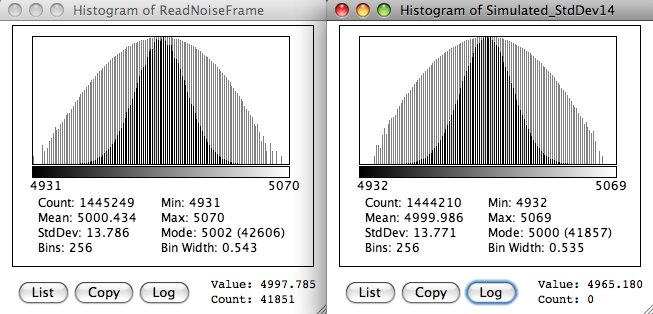 Histogram of ReadNoiseFrame
4931 5070
Count: 1445249 Min: 4931
Mean: 5000.434 Max: 5070
StdDev: 13.786 Mode: 5002 (42606)
Bins: 256 Bin Width: 0.543
List Copy Log Value: 4997.785
Count: 41851
Histogram of Simulated_StdDev14
4932 5069
Count: 1444210 Min: 4932
Mean: 4999.986 Max: 5069
StdDev: 13.771 Mode: 5000 (41857)
Bins: 256 Bin Width: 0.535
List Copy Log Value: 4965.180
Count: 0